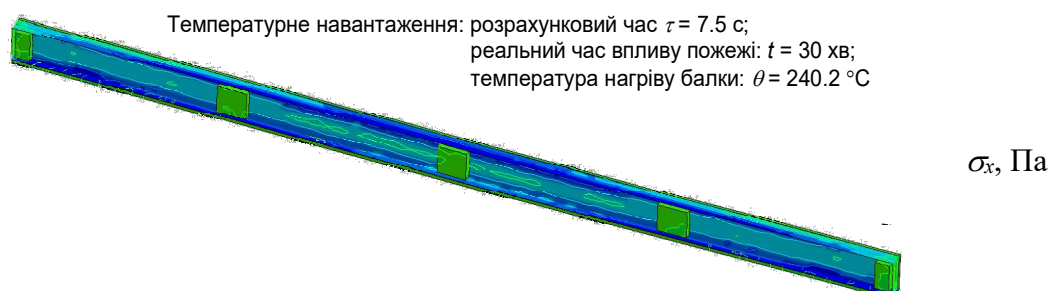 Температурне навантаження: розрахунковий час τ = 7.5 с;
реальний час впливу пожежі: t = 30 хв;
температура нагріву балки: θ = 240.2 °С
σx, Па